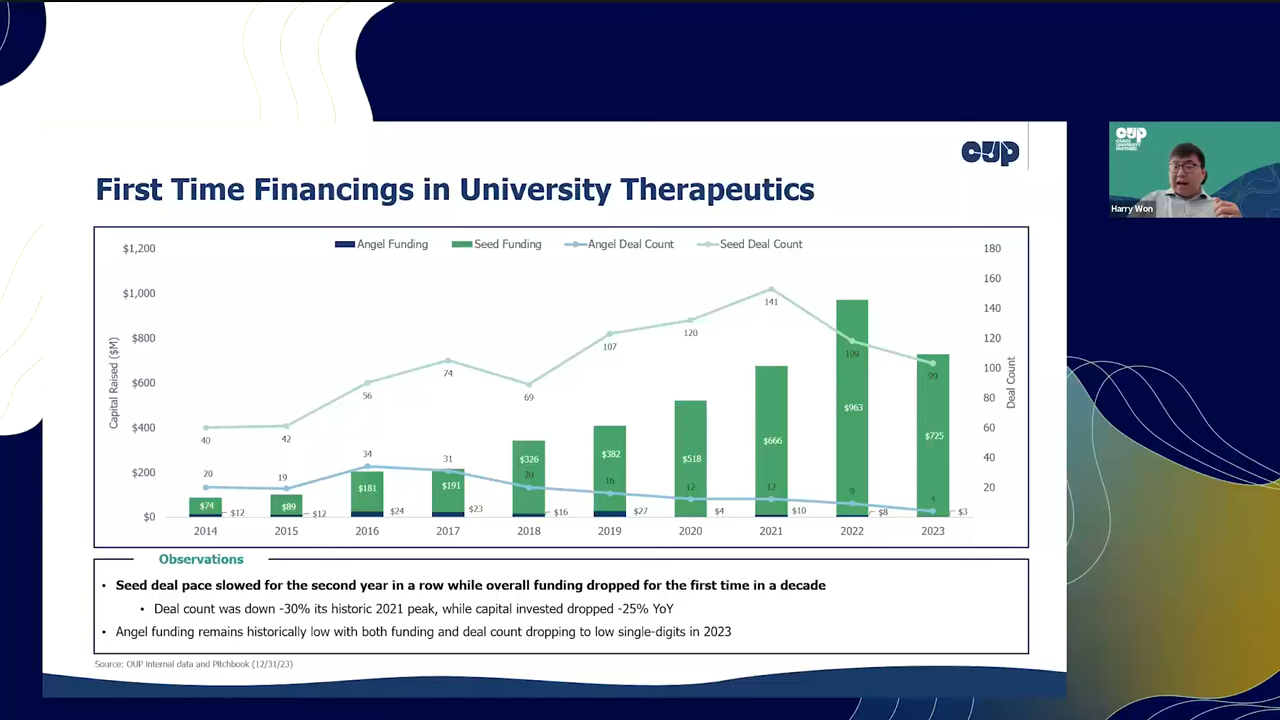 OUP
First Time Financings in University Therapeutics
Angel Funding Seed Funding Angel Deal Count Seed Deal Count
$1,200
$1,000
$800
$600
$400
$200
$0
Capital Raised ($M)
180
160
140
120
100
80
60
40
20
Deal Count
40 42 56 74 69 107 120 141 109 99
20 19 34 31 20 16 12 12 9 4
$74 $89 $181 $191 $326 $382 $518 $666 $963 $725
$12 $12 $24 $23 $16 $27 $4 $10 $8 $3
2014 2015 2016 2017 2018 2019 2020 2021 2022 2023
Observations
• Seed deal pace slowed for the second year in a row while overall funding dropped for the first time in a decade
• Deal count was down -30% its historic 2021 peak, while capital invested dropped -25% YoY
• Angel funding remains historically low with both funding and deal count dropping to low single-digits in 2023
Source: OUP internal data and Pitchbook (12/31/23)
OUP
OSAGE
UNIVERSITY
PARTNERS
Harry Won